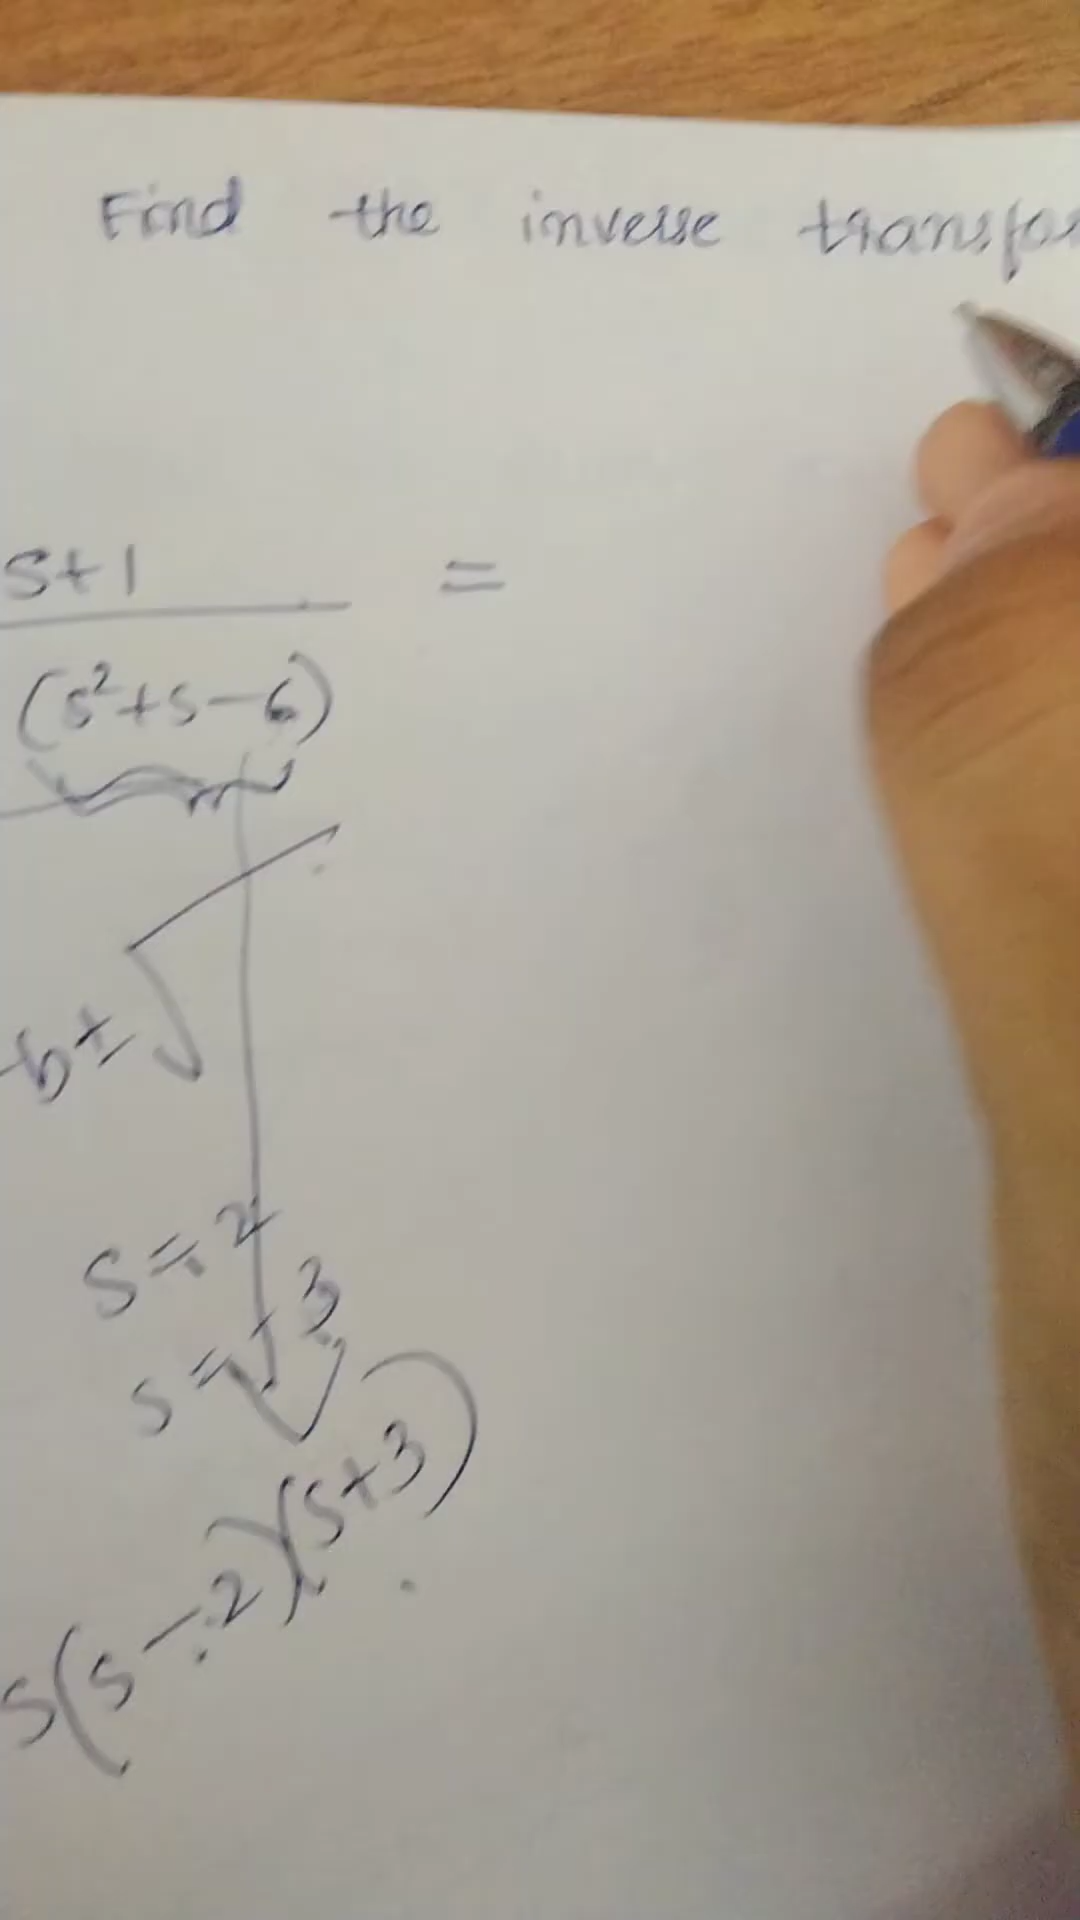 Find the inverse transfor
s+1 =
(s²+s-6)
-b±√
s=2
s=-3
s(s-2)(s+3)